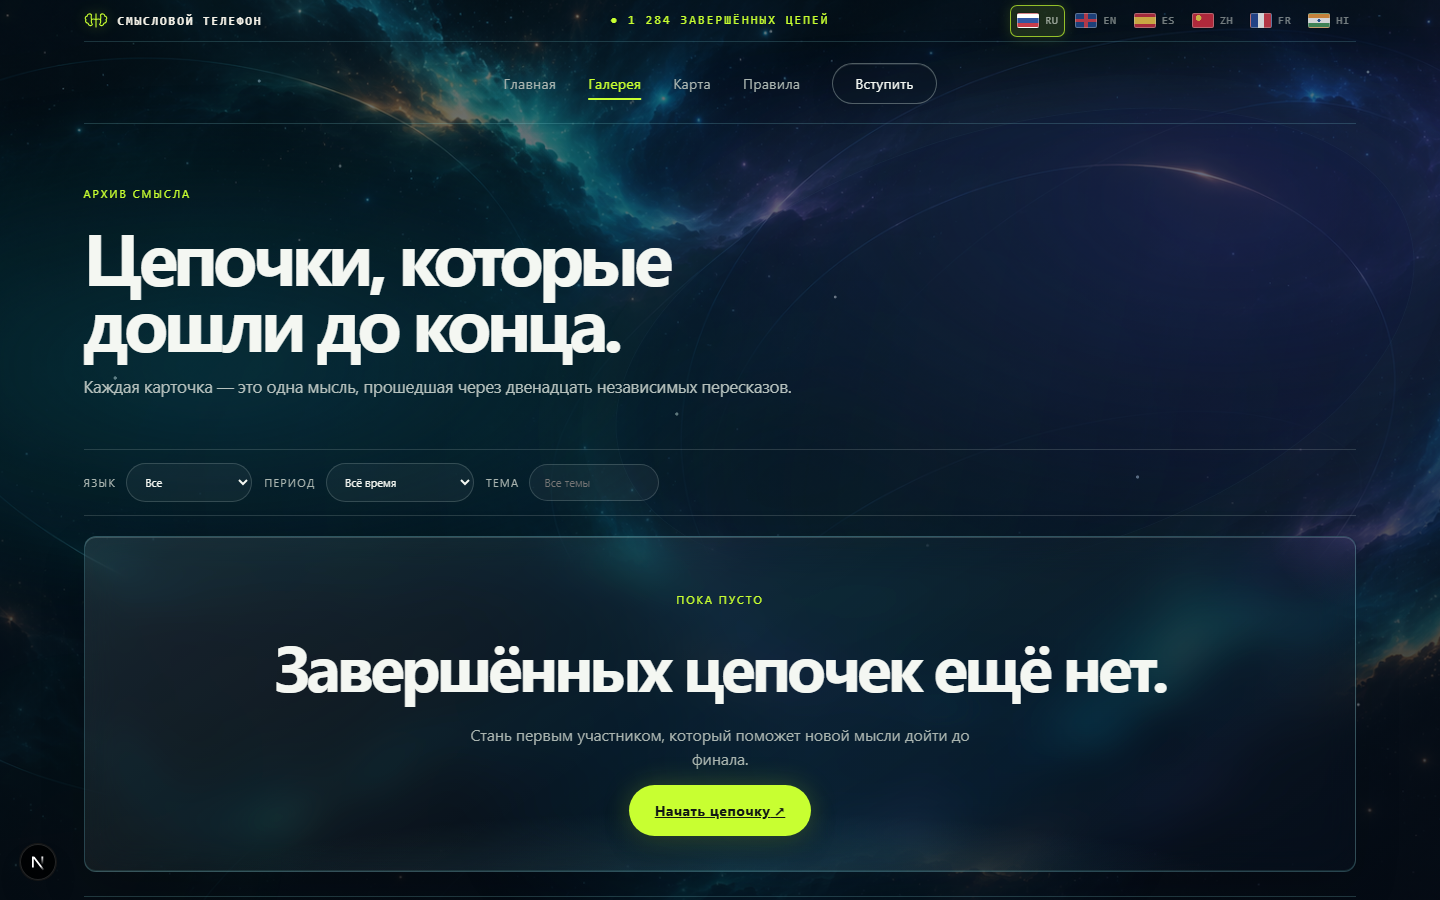 СМЫСЛОВОЙ ТЕЛЕФОН
● 1 284 ЗАВЕРШЁННЫХ ЦЕПЕЙ
RU EN ES ZH FR HI
Главная Галерея Карта Правила Вступить
АРХИВ СМЫСЛА
Цепочки, которые
дошли до конца.
Каждая карточка — это одна мысль, прошедшая через двенадцать независимых пересказов.
ЯЗЫК Все ПЕРИОД Всё время ТЕМА Все темы
ПОКА ПУСТО
Завершённых цепочек ещё нет.
Стань первым участником, который поможет новой мысли дойти до
финала.
Начать цепочку ↗
N